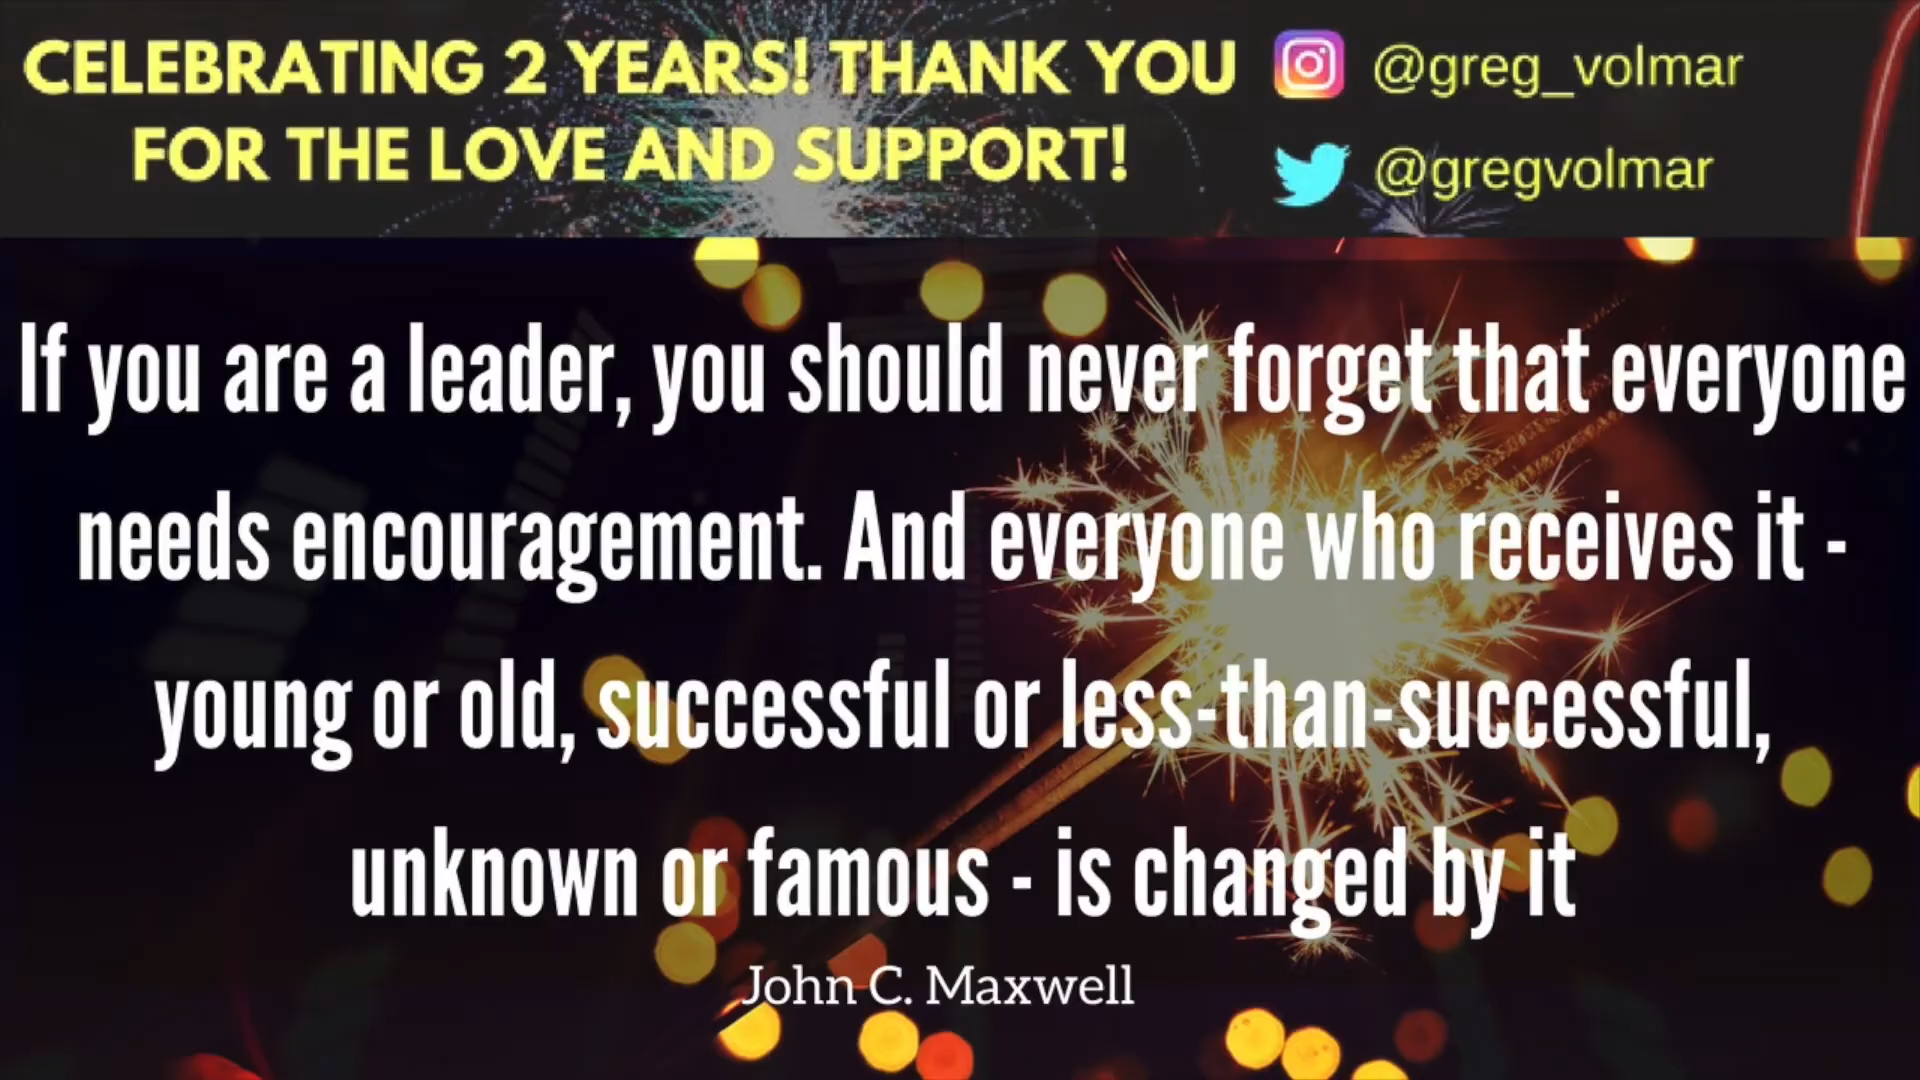 CELEBRATING 2 YEARS! THANK YOU
FOR THE LOVE AND SUPPORT!
@greg_volmar
@gregvolmar
If you are a leader, you should never forget that everyone
needs encouragement. And everyone who receives it -
young or old, successful or less-than-successful,
unknown or famous - is changed by it
John C. Maxwell